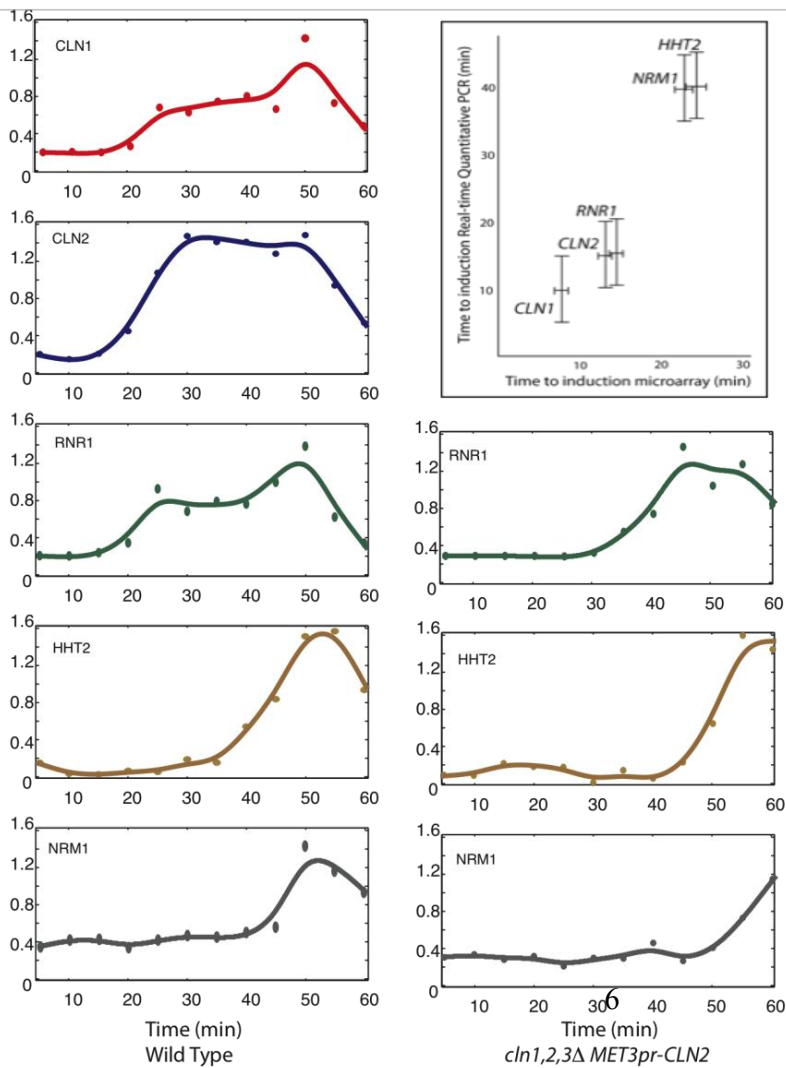 1.6
CLN1
1.2
0.8
0.4
0
10 20 30 40 50 60
1.6
CLN2
1.2
0.8
0.4
0
10 20 30 40 50 60
1.6
RNR1
1.2
0.8
0.4
0
10 20 30 40 50 60
1.6
HHT2
1.2
0.8
0.4
0
10 20 30 40 50 60
1.6
NRM1
1.2
0.8
0.4
0
10 20 30 40 50 60
Time (min)
Wild Type
Time to induction Real-time Quantitative PCR (min)
HHT2
40
NRM1
30
20
RNR1
CLN2
10
CLN1
10 20 30
Time to induction microarray (min)
1.6
RNR1
1.2
0.8
0.4
0
10 20 30 40 50 60
1.6
HHT2
1.2
0.8
0.4
0
10 20 30 40 50 60
1.6
NRM1
1.2
0.8
0.4
0
10 20 30 40 50 60
6
Time (min)
cln1,2,3Δ MET3pr-CLN2